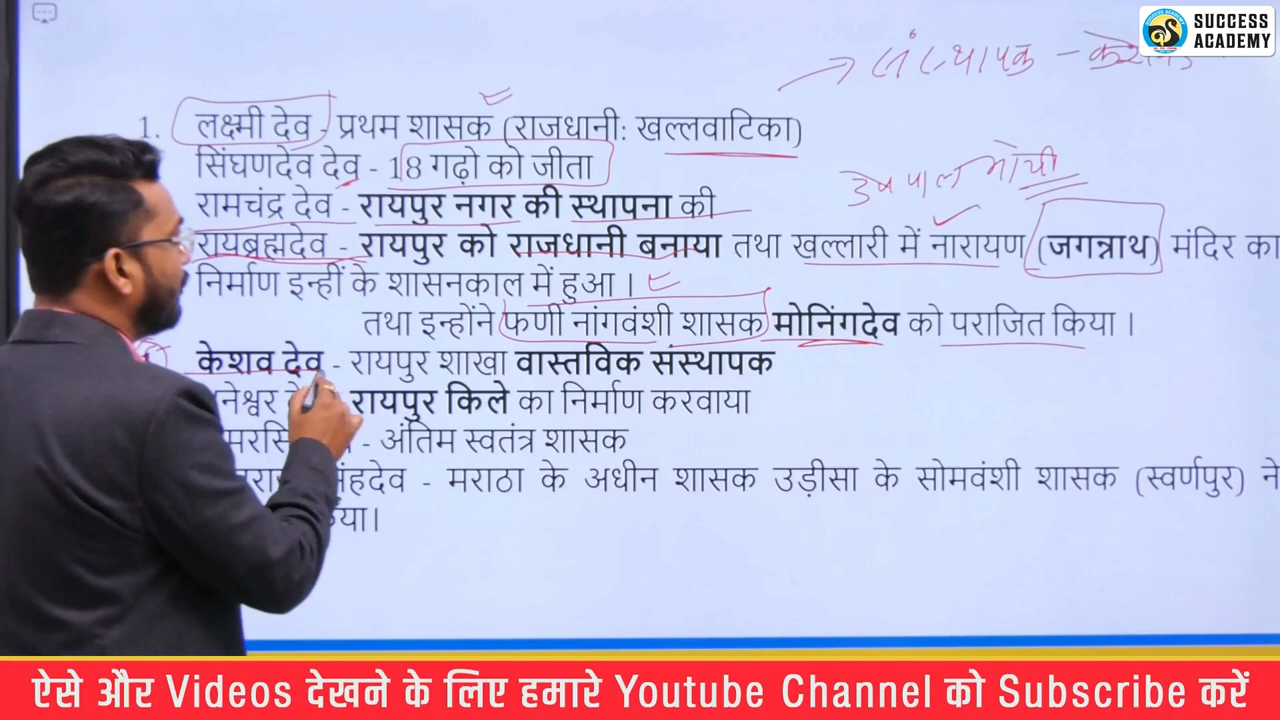 SUCCESS
ACADEMY
संस्थापक -
1. लक्ष्मी देव - प्रथम शासक (राजधानी: खल्लवाटिका)
सिंघणदेव देव - 18 गढ़ो को जीता
रामचंद्र देव - रायपुर नगर की स्थापना की
रायब्रह्मदेव - रायपुर को राजधानी बनाया तथा खल्लारी में नारायण (जगन्नाथ) मंदिर का
निर्माण इन्हीं के शासनकाल में हुआ ।
तथा इन्होंने फणी नांगवंशी शासक मोनिंगदेव को पराजित किया ।
केशव देव - रायपुर शाखा वास्तविक संस्थापक
रायपुर किले का निर्माण करवाया
- अंतिम स्वतंत्र शासक
- मराठा के अधीन शासक उड़ीसा के सोमवंशी शासक (स्वर्णपुर) ने
ऐसे और Videos देखने के लिए हमारे Youtube Channel को Subscribe करें